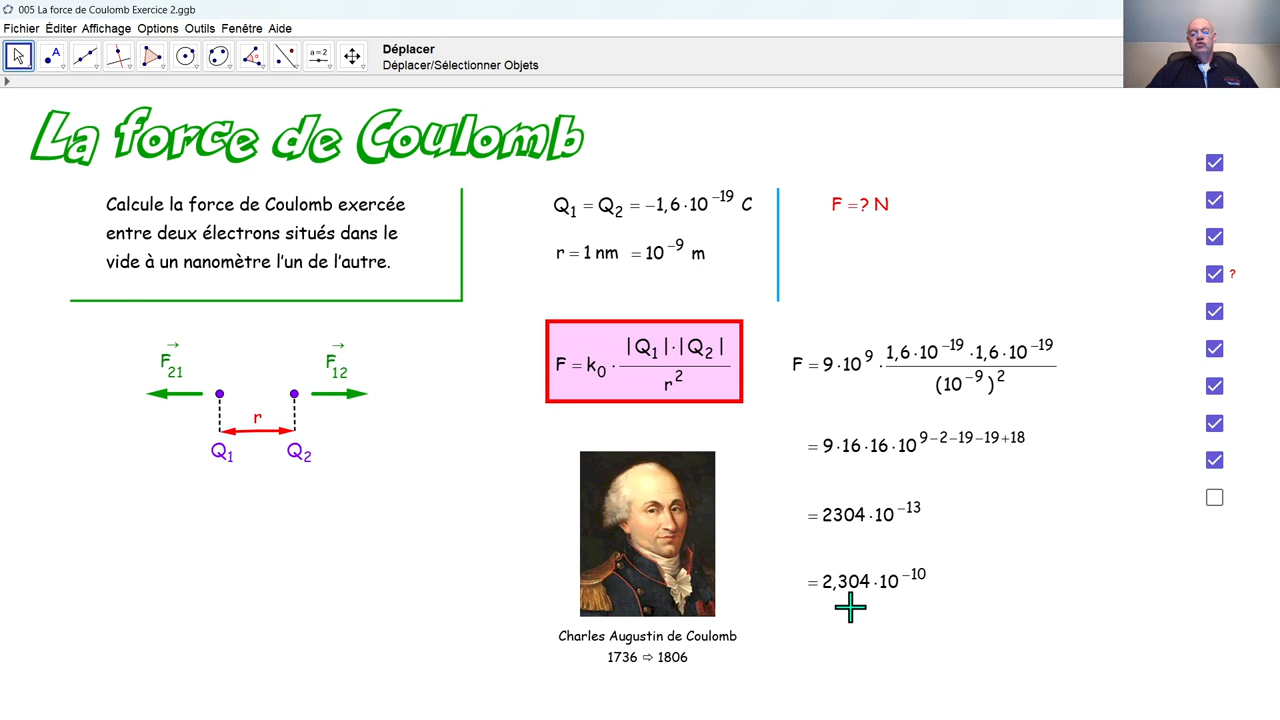 005 La force de Coulomb Exercice 2.ggb
Fichier Éditer Affichage Options Outils Fenêtre Aide
A
a=2
Déplacer
Déplacer/Sélectionner Objets
La force de Coulomb
Calcule la force de Coulomb exercée
entre deux électrons situés dans le
vide à un nanomètre l'un de l'autre.
Q₁ = Q₂ = −1,6·10⁻¹⁹ C
r = 1 nm = 10⁻⁹ m
F =? N
?
F₂₁ F₁₂
r
Q₁ Q₂
F = k₀ · |Q₁|·|Q₂| / r²
F = 9·10⁹ · 1,6·10⁻¹⁹·1,6·10⁻¹⁹ / (10⁻⁹)²
= 9·16·16·10⁹⁻²⁻¹⁹⁻¹⁹⁺¹⁸
= 2304·10⁻¹³
= 2,304·10⁻¹⁰
Charles Augustin de Coulomb
1736 ⇨ 1806